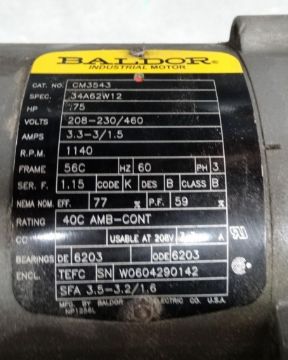 BALDOR®
INDUSTRIAL MOTOR
CAT. NO. CM3543
SPEC. 34A62W12
HP .75
VOLTS 208-230/460
AMPS 3.3-3/1.5
R.P.M. 1140
FRAME 56C HZ 60 PH 3
SER. F. 1.15 CODE K DES B CLASS B
NEMA NOM. EFF. 77 % P.F. 59 %
RATING 40C AMB-CONT
CC USABLE AT 208V A
BEARINGS DE 6203 ODE 6203
ENCL. TEFC SN W0604290142
SFA 3.5-3.2/1.6
MFG. BY BALDOR ELECTRIC CO. U.S.A.